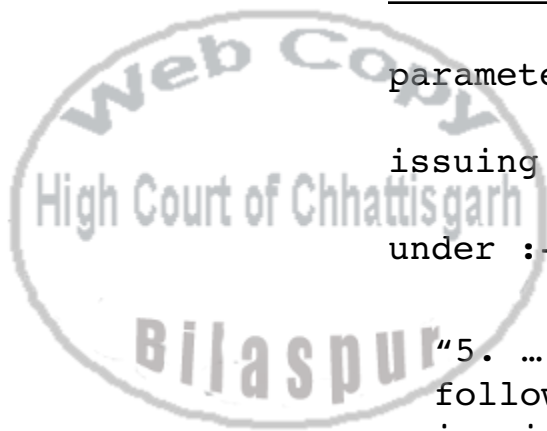 Web Copy
paramete
issuing
High Court of Chhattisgarh
under :-
Bilaspur
"5. …
follow